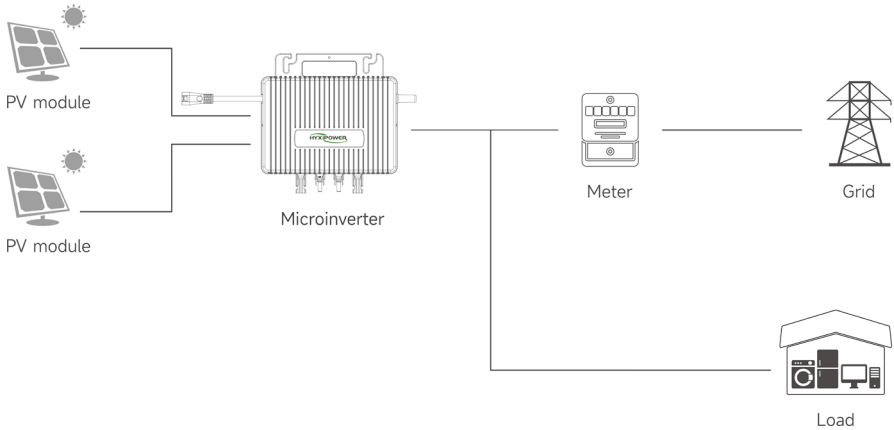 PV module
HYXIPOWER
Meter
Grid
Microinverter
PV module
Load